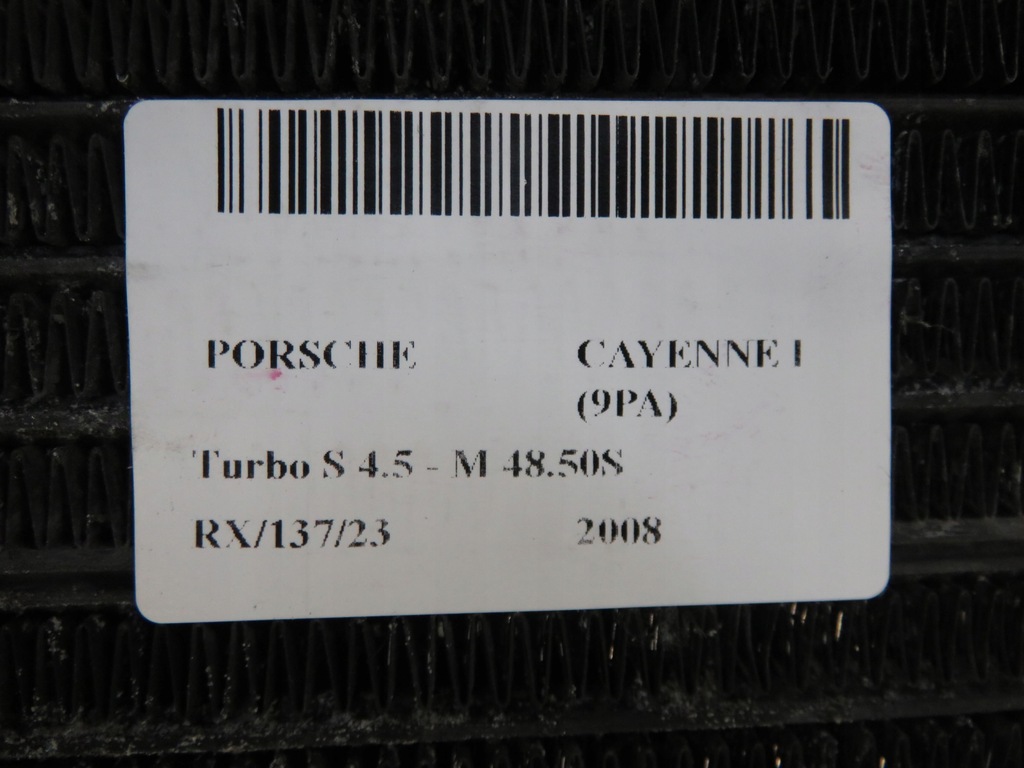 PORSCHE CAYENNE I
(9PA)
Turbo S 4.5 - M 48.50S
RX/137/23 2008